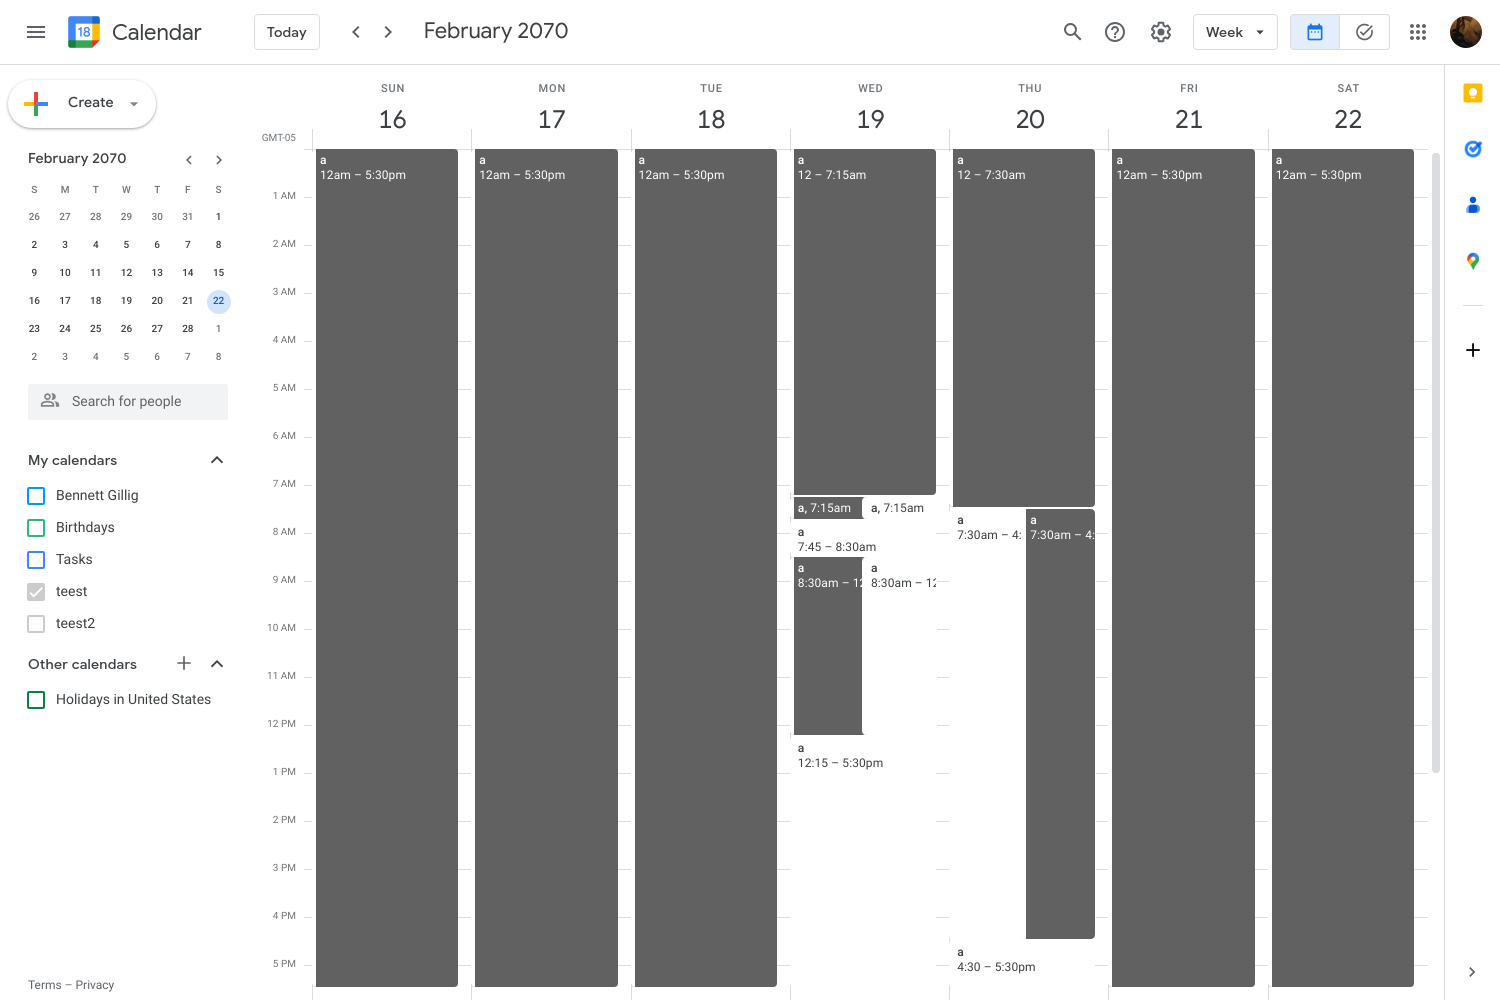 18 Calendar
Today
February 2070
Week
Create
SUN MON TUE WED THU FRI SAT
16 17 18 19 20 21 22
GMT-05
February 2070
S M T W T F S
26 27 28 29 30 31 1
2 3 4 5 6 7 8
9 10 11 12 13 14 15
16 17 18 19 20 21 22
23 24 25 26 27 28 1
2 3 4 5 6 7 8
Search for people
My calendars
Bennett Gillig
Birthdays
Tasks
teest
teest2
Other calendars
Holidays in United States
Terms – Privacy
1 AM
2 AM
3 AM
4 AM
5 AM
6 AM
7 AM
8 AM
9 AM
10 AM
11 AM
12 PM
1 PM
2 PM
3 PM
4 PM
5 PM
a
12am – 5:30pm
a
12am – 5:30pm
a
12am – 5:30pm
a
12 – 7:15am
a, 7:15am
a, 7:15am
a
7:45 – 8:30am
a
8:30am – 12
a
8:30am – 12
a
12:15 – 5:30pm
a
12 – 7:30am
a
7:30am – 4:
a
7:30am – 4:
a
4:30 – 5:30pm
a
12am – 5:30pm
a
12am – 5:30pm